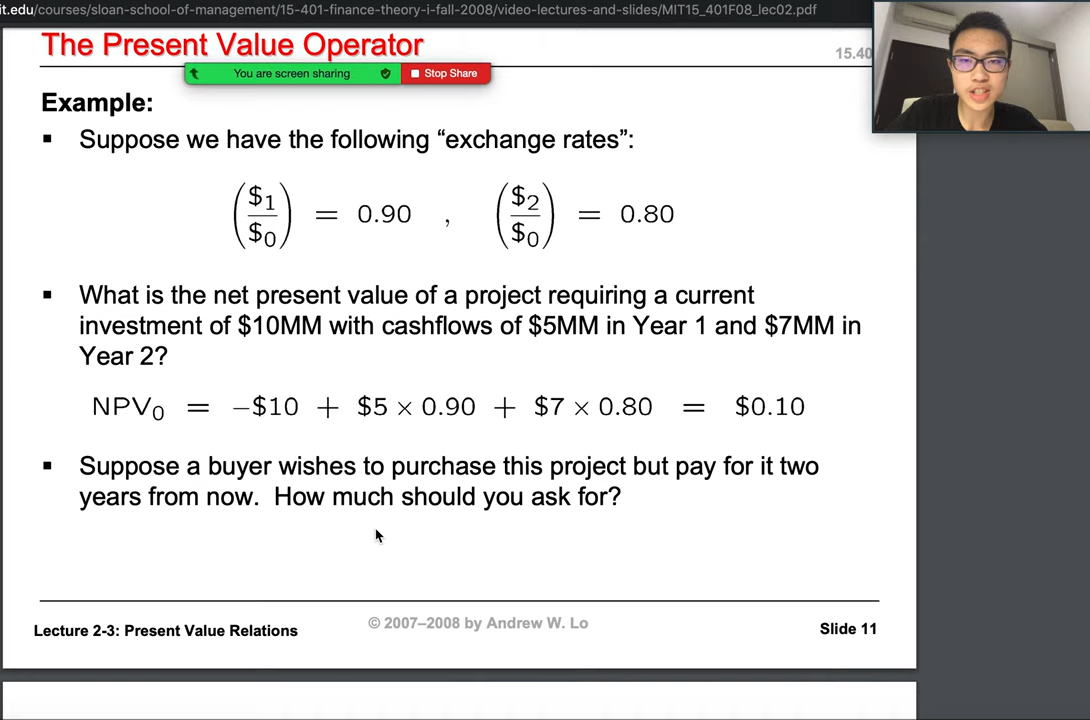 it.edu/courses/sloan-school-of-management/15-401-finance-theory-i-fall-2008/video-lectures-and-slides/MIT15_401F08_lec02.pdf
The Present Value Operator
15.40
You are screen sharing
Stop Share
Example:
▪ Suppose we have the following “exchange rates”:
($1/$0) = 0.90 , ($2/$0) = 0.80
▪ What is the net present value of a project requiring a current
investment of $10MM with cashflows of $5MM in Year 1 and $7MM in
Year 2?
NPV0 = −$10 + $5 × 0.90 + $7 × 0.80 = $0.10
▪ Suppose a buyer wishes to purchase this project but pay for it two
years from now. How much should you ask for?
Lecture 2-3: Present Value Relations
© 2007–2008 by Andrew W. Lo
Slide 11